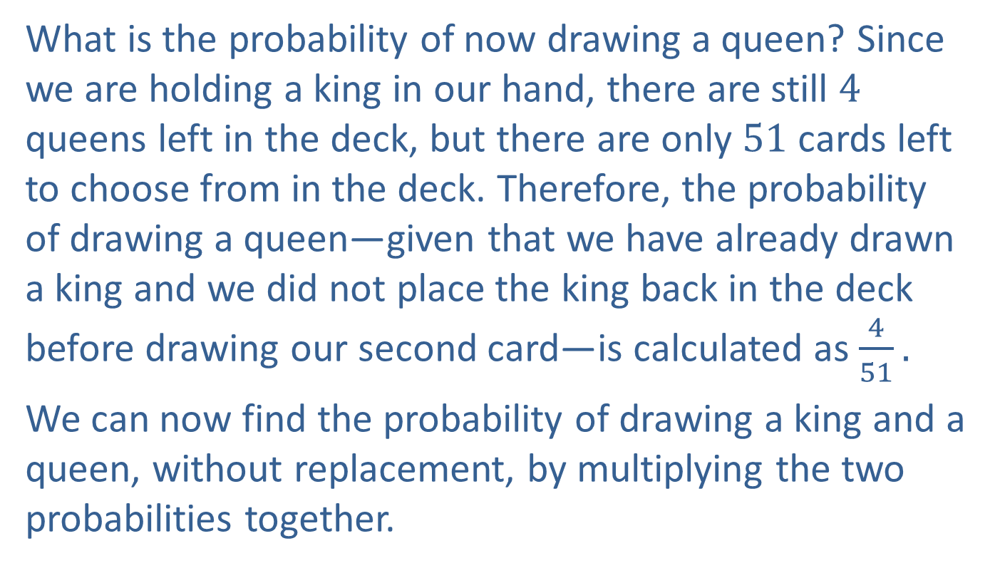 What is the probability of now drawing a queen? Since
we are holding a king in our hand, there are still 4
queens left in the deck, but there are only 51 cards left
to choose from in the deck. Therefore, the probability
of drawing a queen—given that we have already drawn
a king and we did not place the king back in the deck
before drawing our second card—is calculated as 4/51.
We can now find the probability of drawing a king and a
queen, without replacement, by multiplying the two
probabilities together.